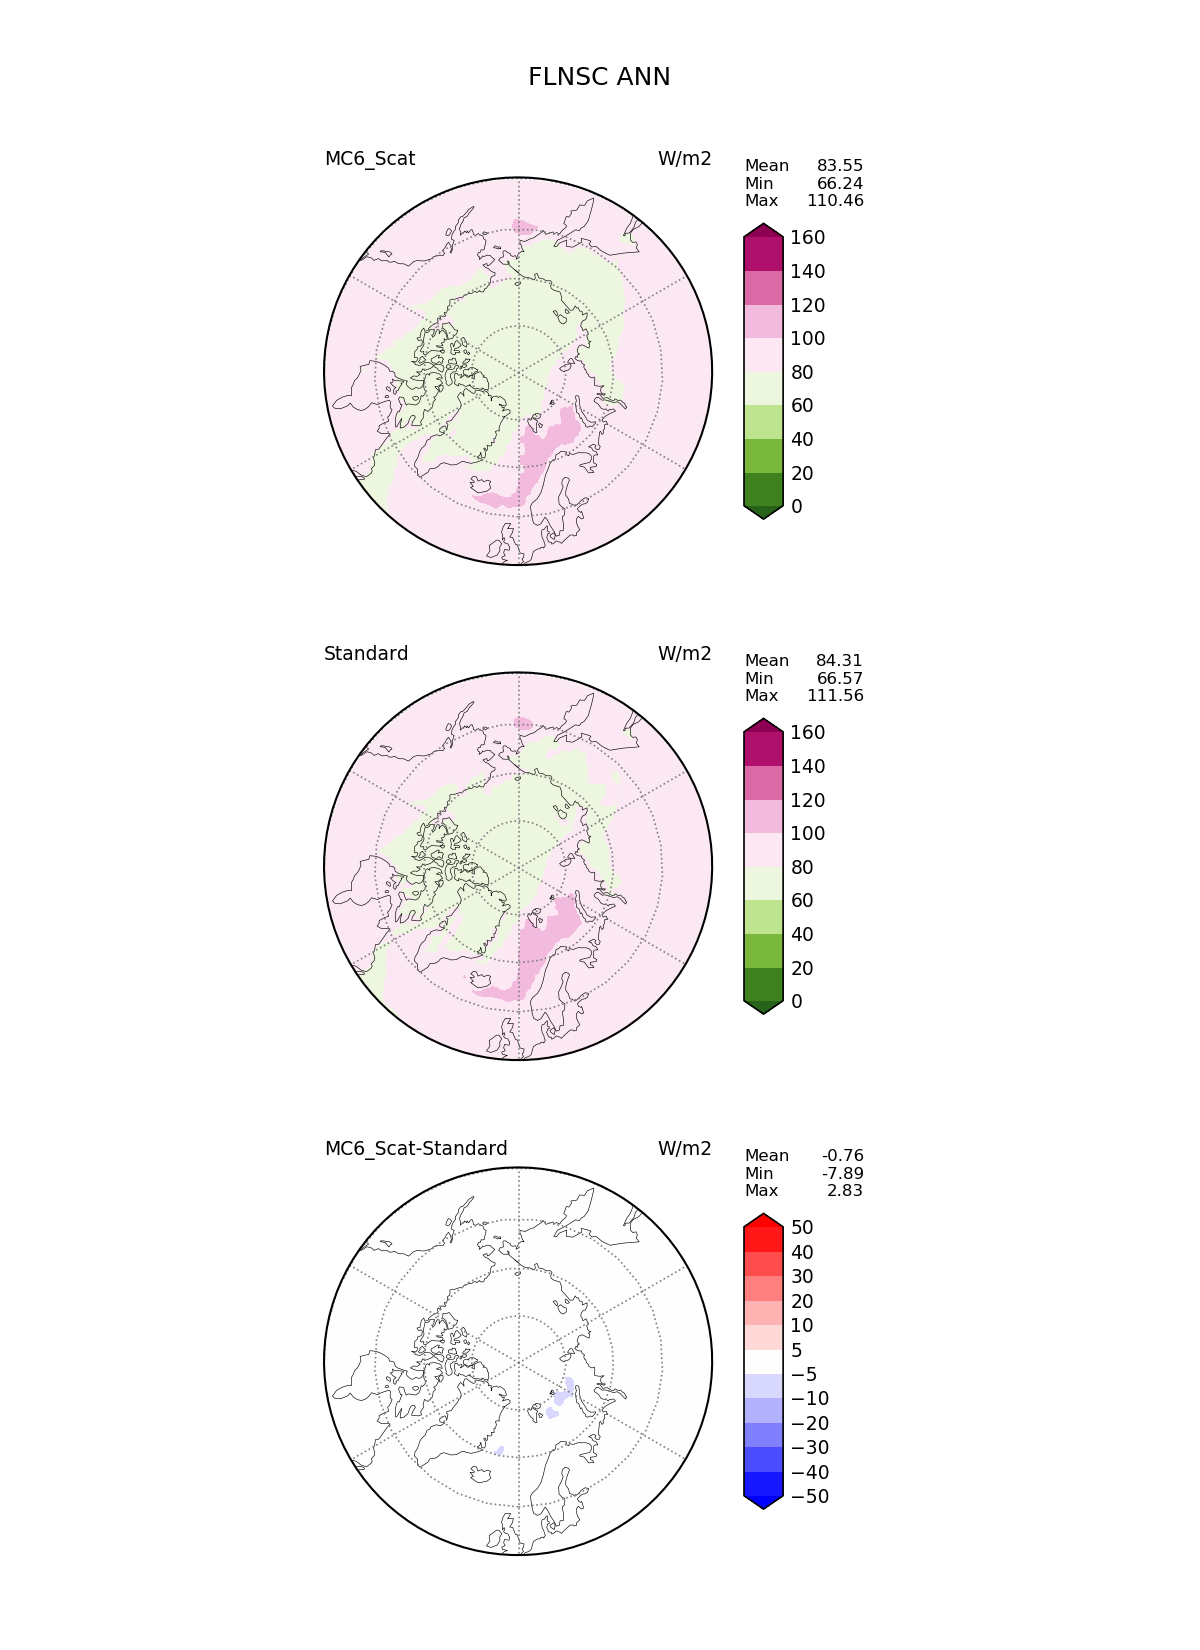 FLNSC ANN
MC6_Scat W/m2
Mean 83.55
Min 66.24
Max 110.46
160
140
120
100
80
60
40
20
0
Standard W/m2
Mean 84.31
Min 66.57
Max 111.56
160
140
120
100
80
60
40
20
0
MC6_Scat-Standard W/m2
Mean -0.76
Min -7.89
Max 2.83
50
40
30
20
10
5
−5
−10
−20
−30
−40
−50